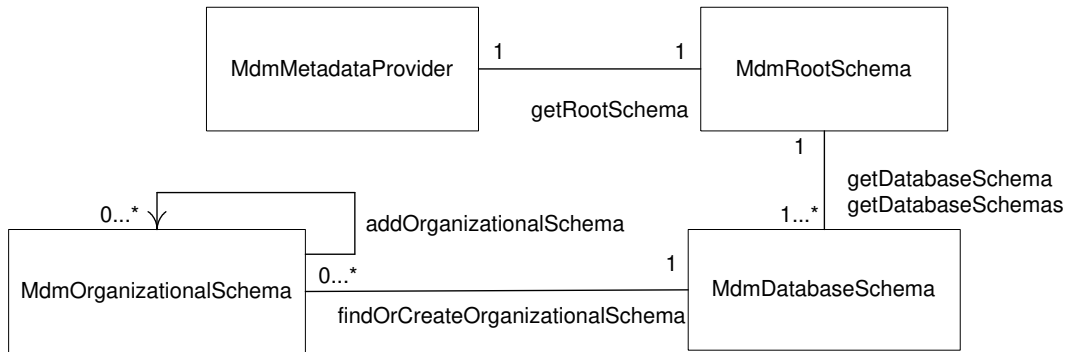 MdmMetadataProvider
1
1
getRootSchema
MdmRootSchema
1
getDatabaseSchema
getDatabaseSchemas
1...*
0...*
addOrganizationalSchema
MdmOrganizationalSchema
0...*
1
findOrCreateOrganizationalSchema
MdmDatabaseSchema